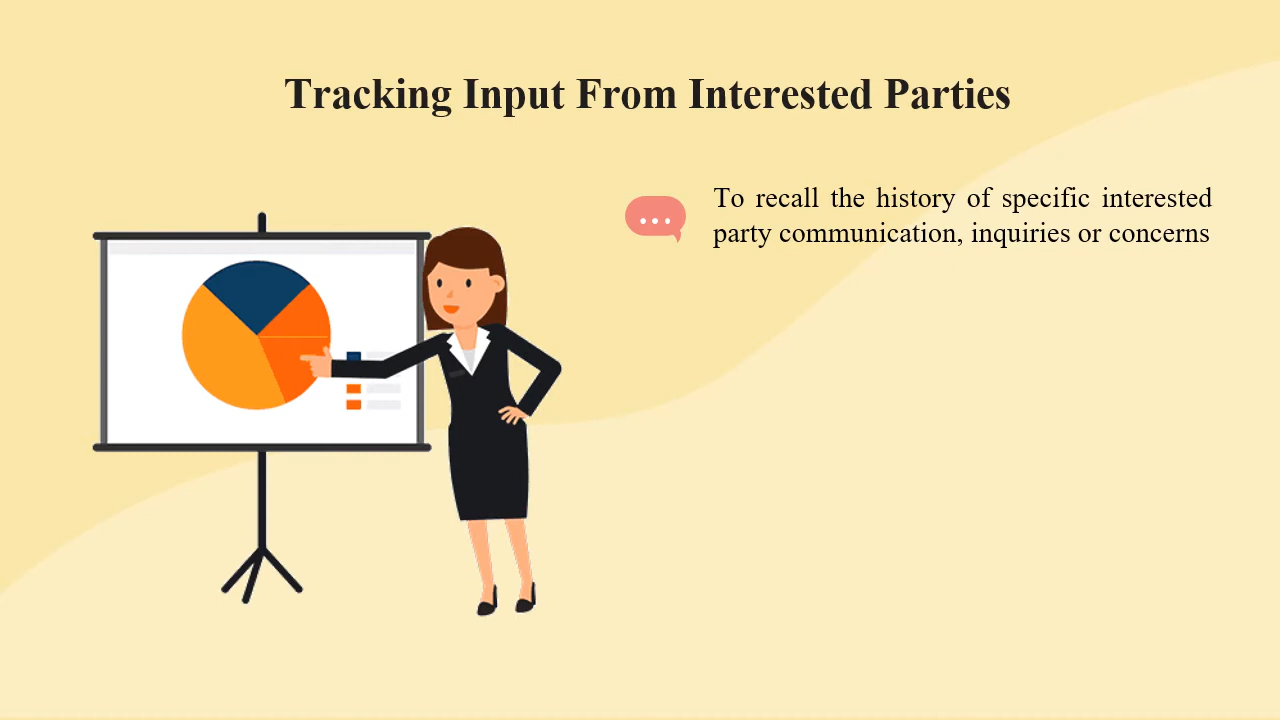 Tracking Input From Interested Parties
To recall the history of specific interested
party communication, inquiries or concerns